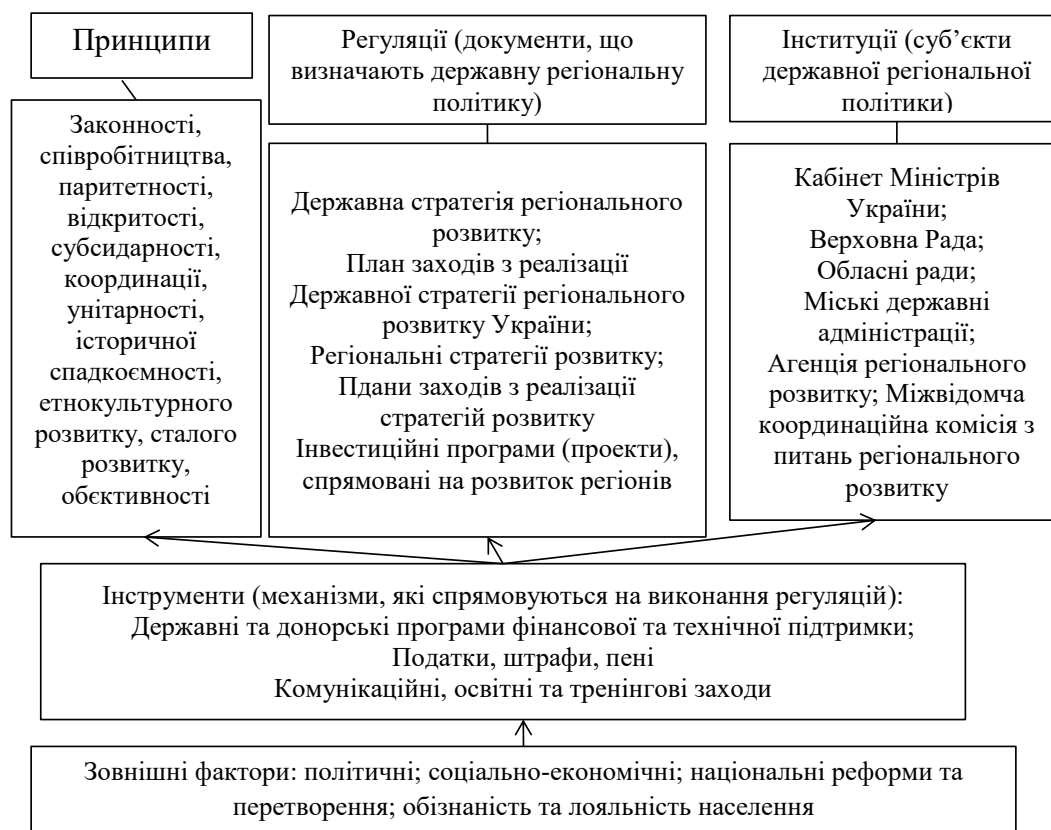 Принципи
Законності,
співробітництва,
паритетності,
відкритості,
субсидарності,
координації,
унітарності,
історичної
спадкоємності,
етнокультурного
розвитку, сталого
розвитку,
обєктивності
Регуляції (документи, що
визначають державну регіональну
політику)
Державна стратегія регіонального
розвитку;
План заходів з реалізації
Державної стратегії регіонального
розвитку України;
Регіональні стратегії розвитку;
Пдани заходів з реалізації
стратегій розвитку
Інвестиційні програми (проекти),
спрямовані на розвиток регіонів
Інституції (суб’єкти
державної регіональної
політики)
Кабінет Міністрів
України;
Верховна Рада;
Обласні ради;
Міські державні
адміністрації;
Агенція регіонального
розвитку; Міжвідомча
координаційна комісія з
питань регіонального
розвитку
Інструменти (механізми, які спрямовуються на виконання регуляцій):
Державні та донорські програми фінансової та технічної підтримки;
Податки, штрафи, пені
Комунікаційні, освітні та тренінгові заходи
Зовнішні фактори: політичні; соціально-економічні; національні реформи та
перетворення; обізнаність та лояльність населення